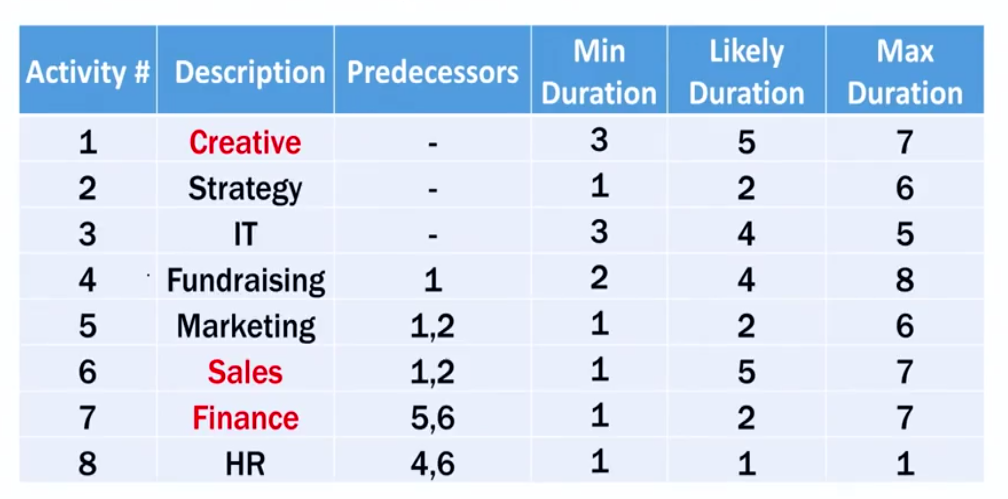 Activity # Description Predecessors Min Duration Likely Duration Max Duration
1 Creative - 3 5 7
2 Strategy - 1 2 6
3 IT - 3 4 5
4 Fundraising 1 2 4 8
5 Marketing 1,2 1 2 6
6 Sales 1,2 1 5 7
7 Finance 5,6 1 2 7
8 HR 4,6 1 1 1